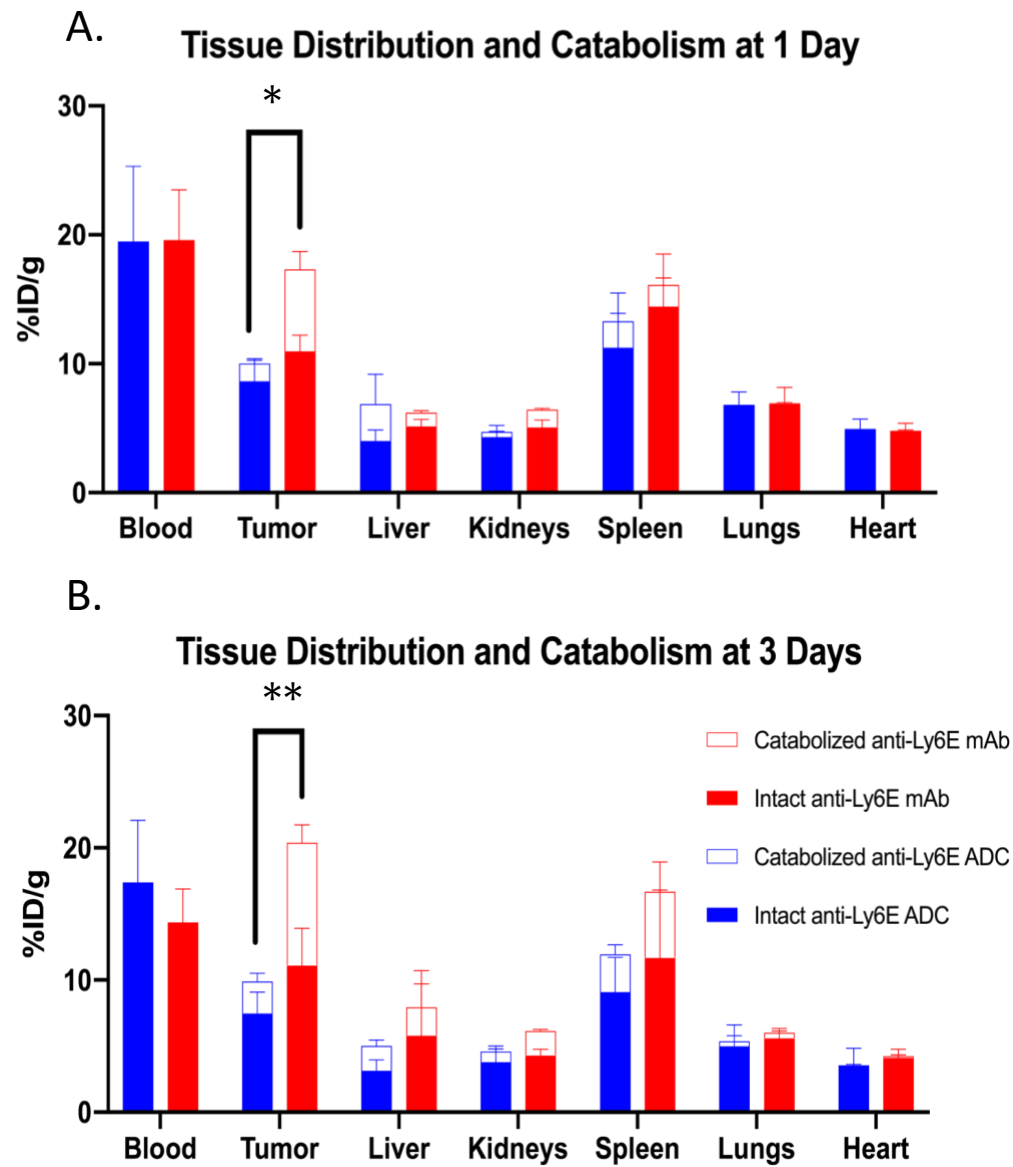 A.
Tissue Distribution and Catabolism at 1 Day
*
30
20
10
0
%ID/g
Blood Tumor Liver Kidneys Spleen Lungs Heart
B.
Tissue Distribution and Catabolism at 3 Days
**
30
20
10
0
%ID/g
Catabolized anti-Ly6E mAb
Intact anti-Ly6E mAb
Catabolized anti-Ly6E ADC
Intact anti-Ly6E ADC
Blood Tumor Liver Kidneys Spleen Lungs Heart